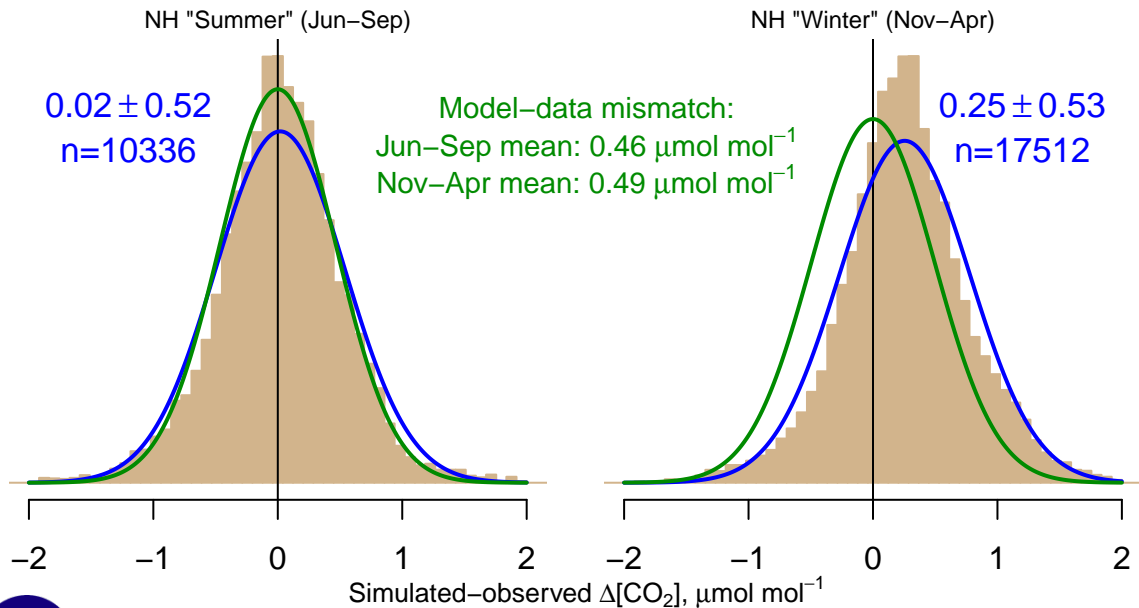 NH "Summer" (Jun−Sep)
0.02 ± 0.52
n=10336
Model−data mismatch:
Jun−Sep mean: 0.46 μmol mol⁻¹
Nov−Apr mean: 0.49 μmol mol⁻¹
NH "Winter" (Nov−Apr)
0.25 ± 0.53
n=17512
−2 −1 0 1 2
−2 −1 0 1 2
Simulated−observed Δ[CO₂], μmol mol⁻¹